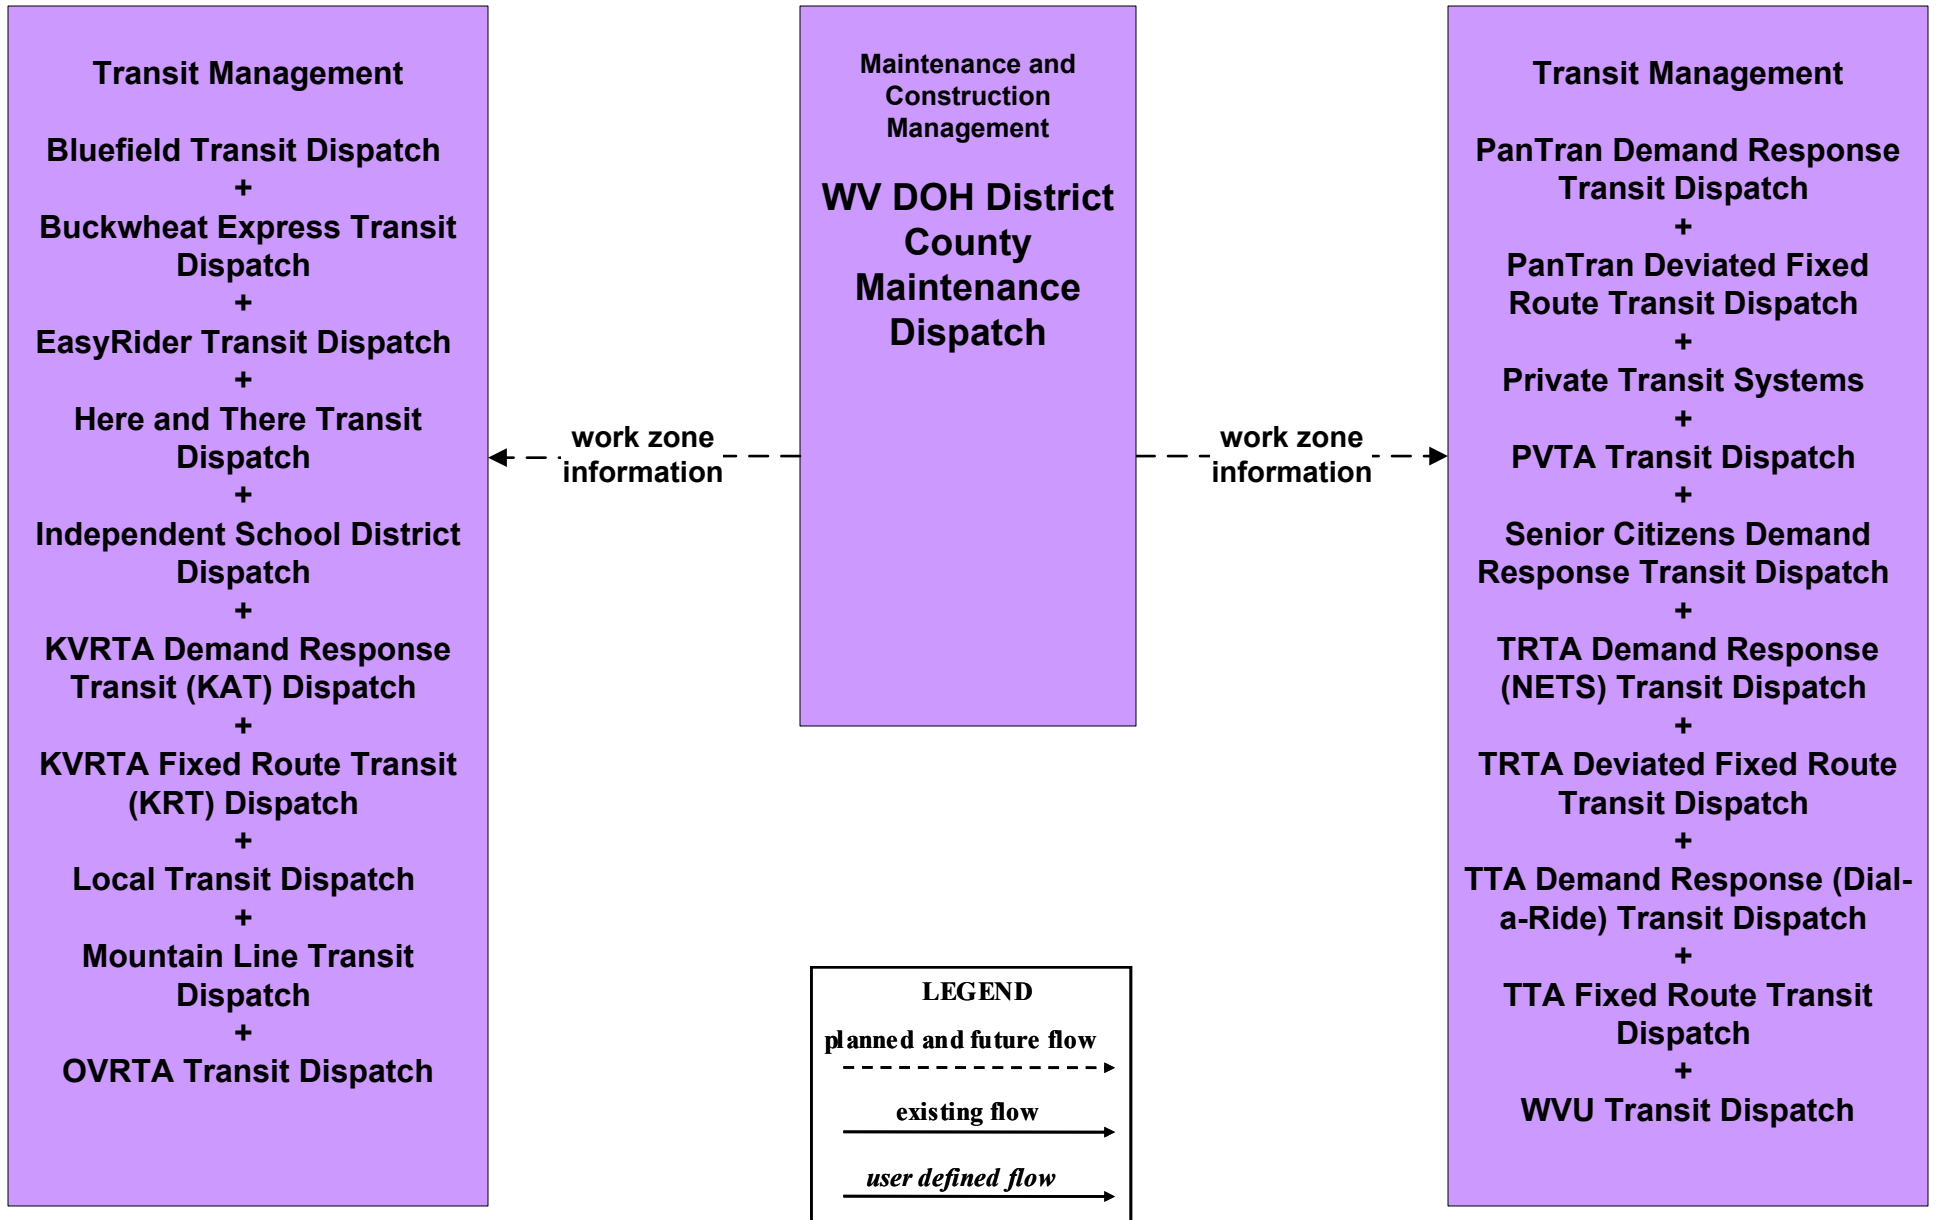 Transit Management
Bluefield Transit Dispatch
+
Buckwheat Express Transit
Dispatch
+
EasyRider Transit Dispatch
+
Here and There Transit
Dispatch
+
Independent School District
Dispatch
+
KVRTA Demand Response
Transit (KAT) Dispatch
+
KVRTA Fixed Route Transit
(KRT) Dispatch
+
Local Transit Dispatch
+
Mountain Line Transit
Dispatch
+
OVRTA Transit Dispatch
work zone
information
Maintenance and
Construction
Management
WV DOH District
County
Maintenance
Dispatch
work zone
information
Transit Management
PanTran Demand Response
Transit Dispatch
+
PanTran Deviated Fixed
Route Transit Dispatch
+
Private Transit Systems
+
PVTA Transit Dispatch
+
Senior Citizens Demand
Response Transit Dispatch
+
TRTA Demand Response
(NETS) Transit Dispatch
+
TRTA Deviated Fixed Route
Transit Dispatch
+
TTA Demand Response (Dial-
a-Ride) Transit Dispatch
+
TTA Fixed Route Transit
Dispatch
+
WVU Transit Dispatch
LEGEND
planned and future flow
existing flow
user defined flow